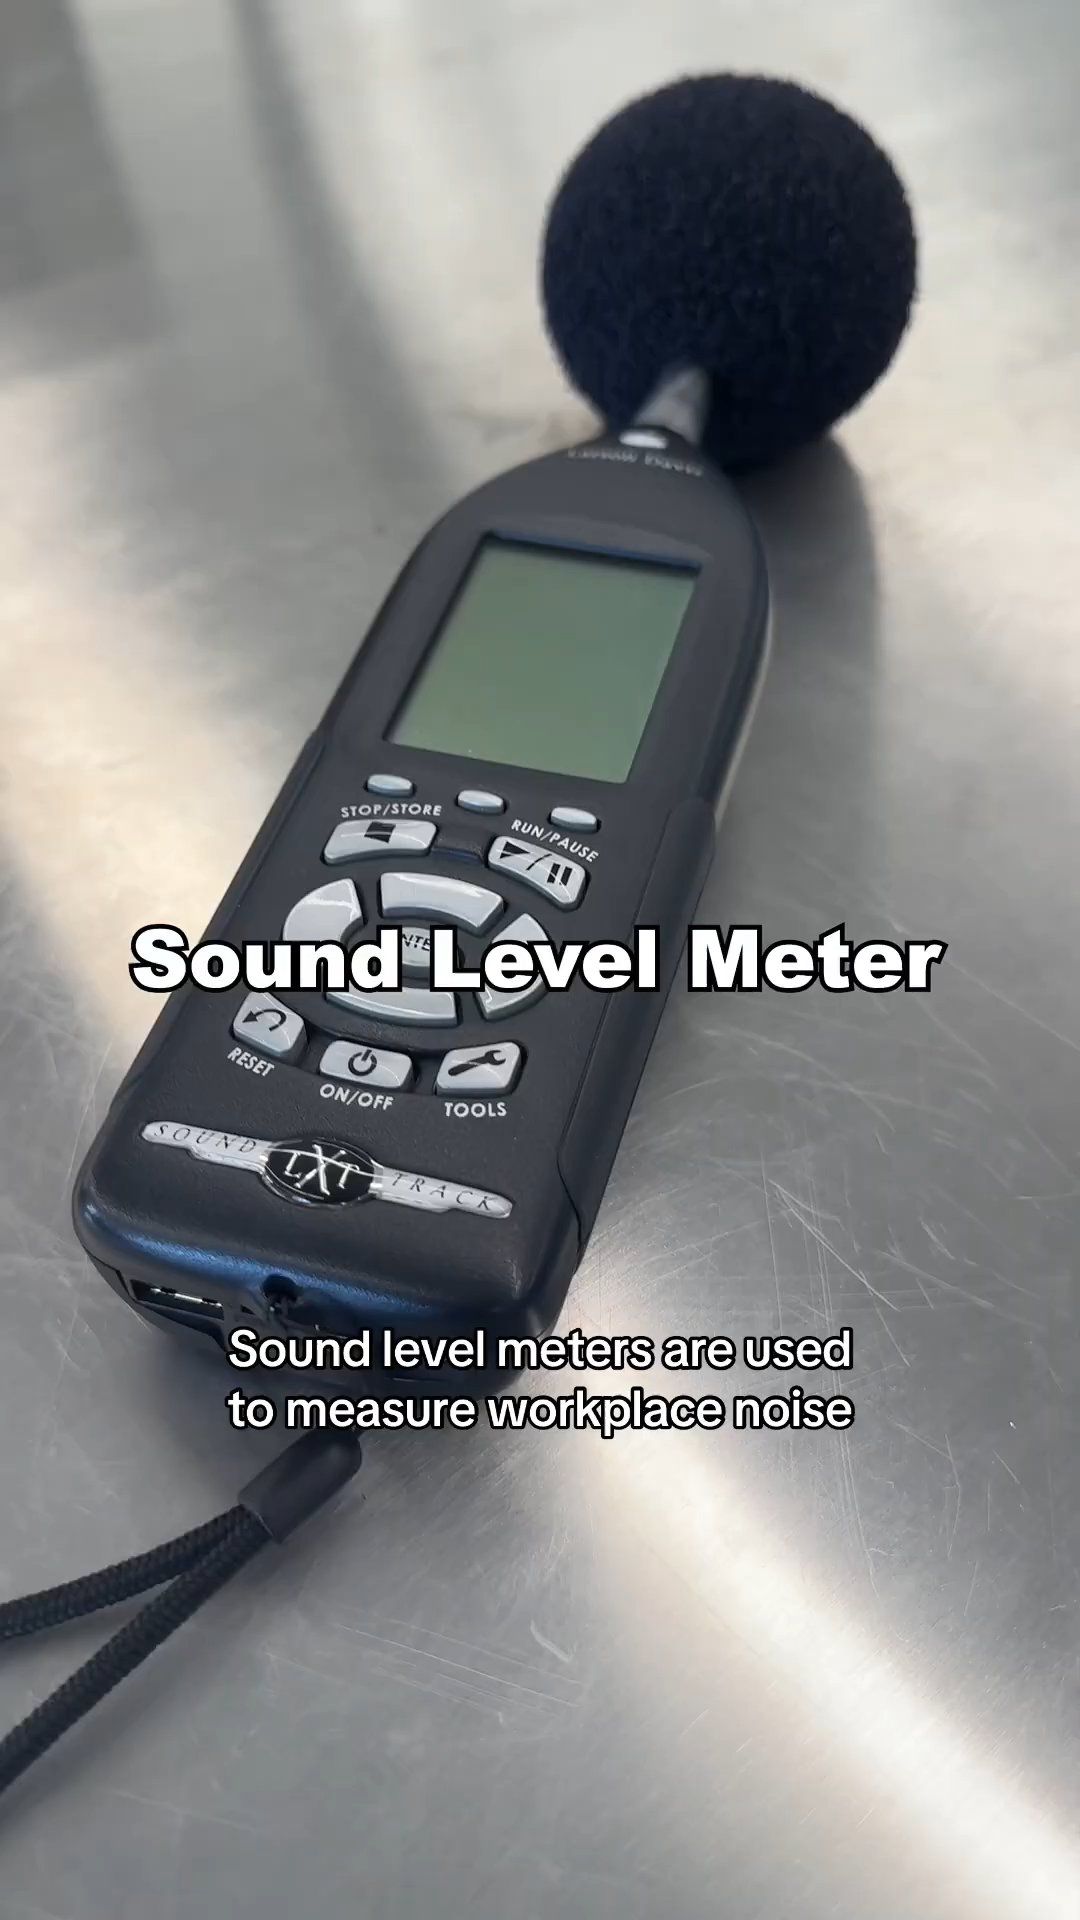 STOP/STORE
RUN/PAUSE
Sound Level Meter
RESET
ON/OFF
TOOLS
SOUND LXT TRACK
Sound level meters are used
to measure workplace noise